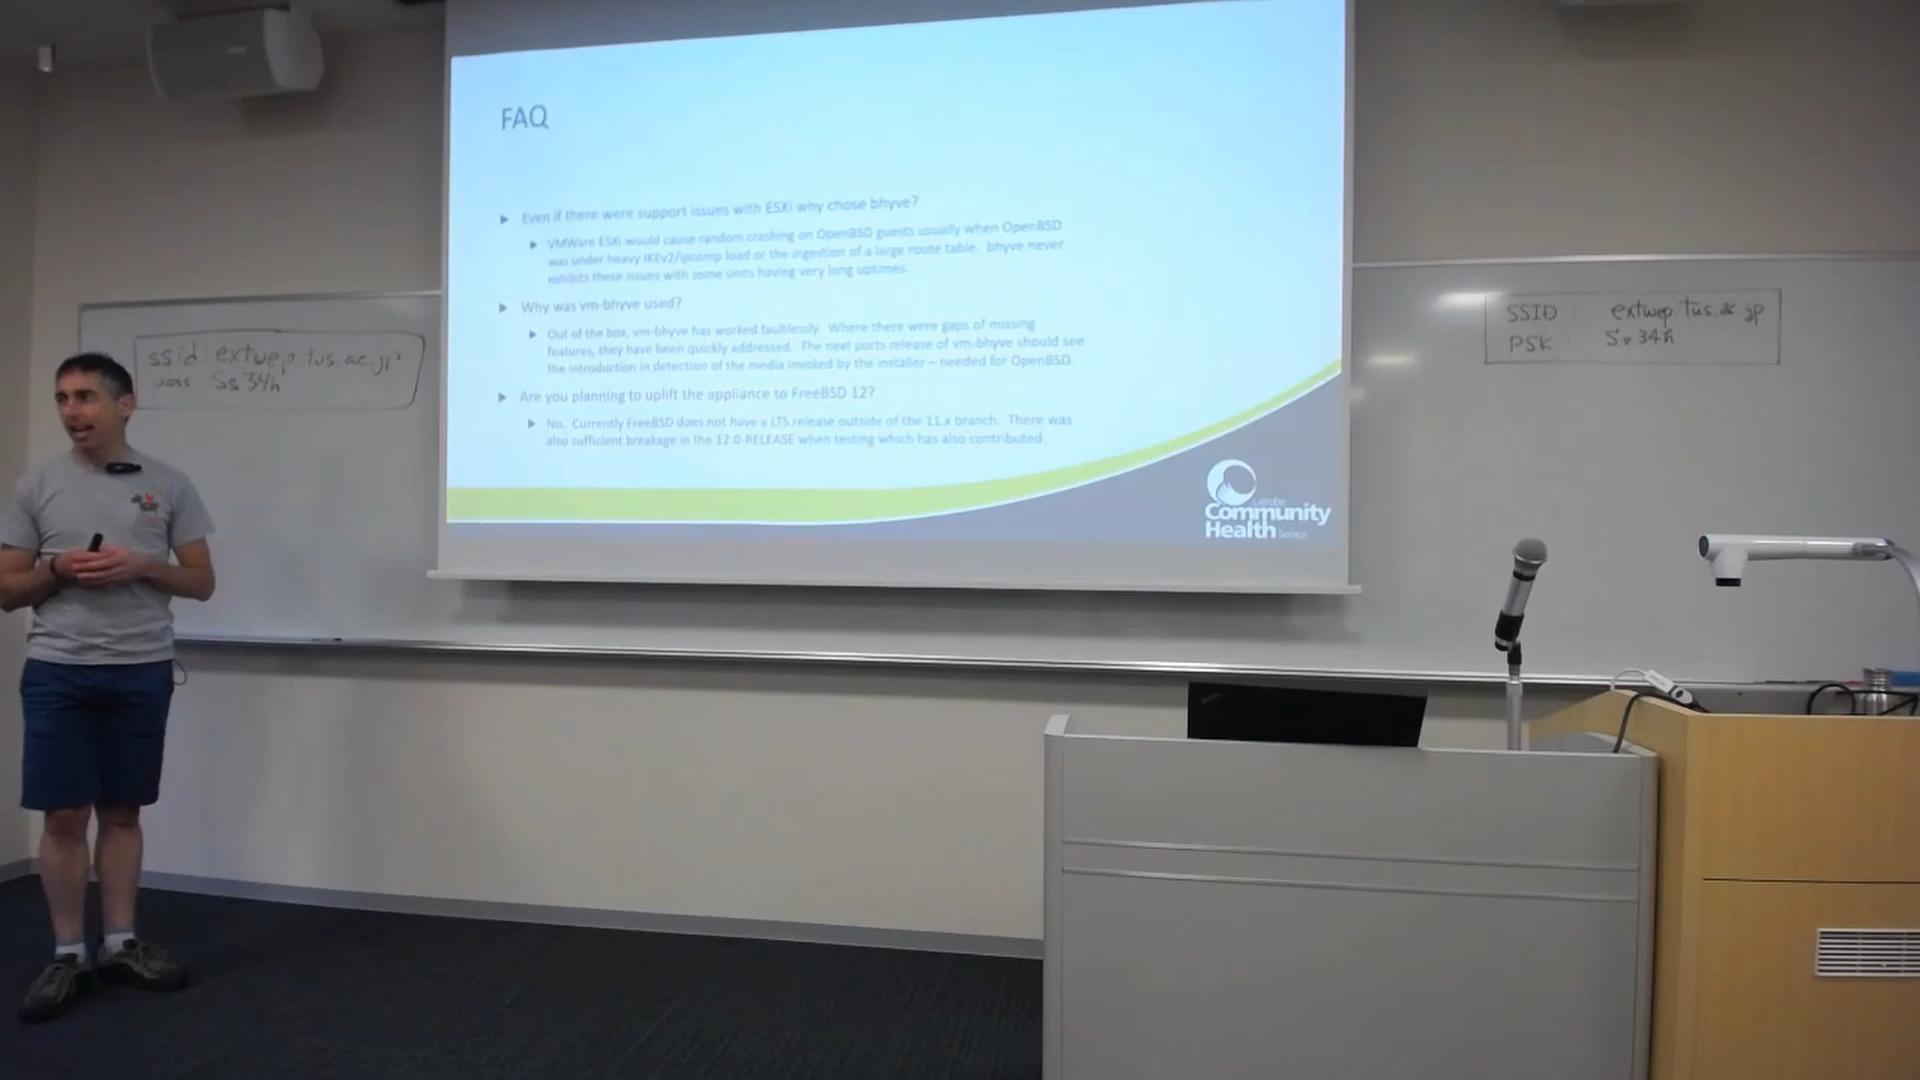 FAQ
Even if there were support issues with ESXi why chose bhyve?
VMWare ESXi would cause random crashing on OpenBSD guests usually when OpenBSD
was under heavy IKEv2/ipcomp load or the ingestion of a large route table. bhyve never
exhibits these issues with some units having very long uptimes.
Why was vm-bhyve used?
Out of the box, vm-bhyve has worked faultlessly. Where there were gaps of missing
features, they have been quickly addressed. The next ports release of vm-bhyve should see
the introduction in detection of the media invoked by the installer – needed for OpenBSD.
Are you planning to uplift the appliance to FreeBSD 12?
No. Currently FreeBSD does not have a LTS release outside of the 11.x branch. There was
also sufficient breakage in the 12.0-RELEASE when testing which has also contributed.
Latrobe
Community
Health Service
ssid: extwep.tus.ac.jp
pass Ss34h
SSID extwep.tus.ac.jp
PSK